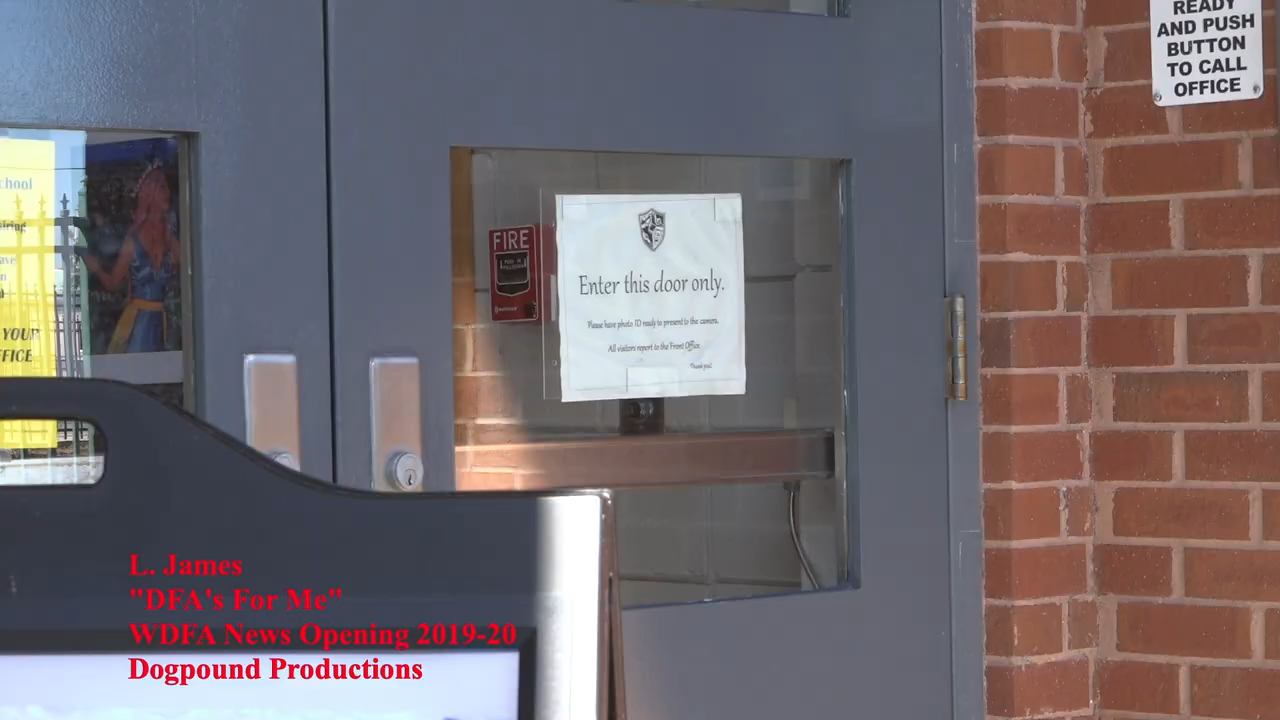 READY
AND PUSH
BUTTON
TO CALL
OFFICE
chool
YOUR
FICE
FIRE
Enter this door only.
Please have photo ID ready to present to the camera.
All visitors report to the Front Office.
Thank you!
L. James
"DFA's For Me"
WDFA News Opening 2019-20
Dogpound Productions